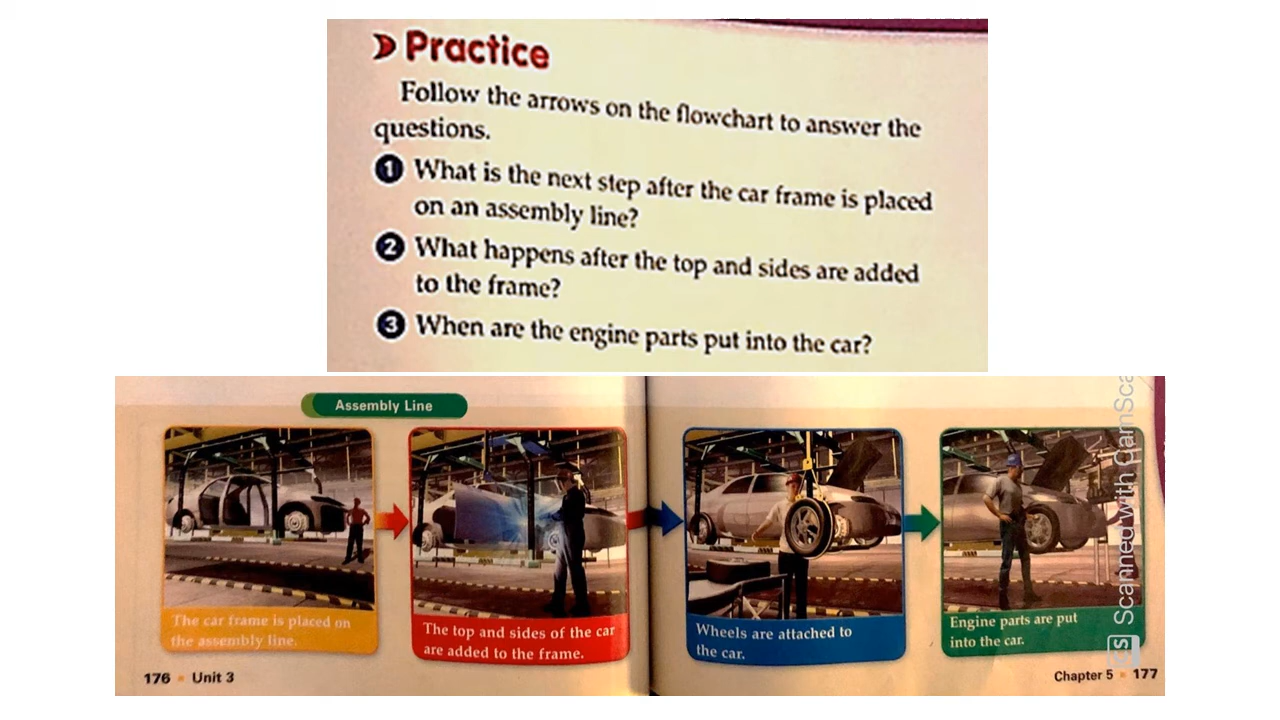 Practice
Follow the arrows on the flowchart to answer the
questions.
1 What is the next step after the car frame is placed
on an assembly line?
2 What happens after the top and sides are added
to the frame?
3 When are the engine parts put into the car?
Assembly Line
The car frame is placed on
the assembly line.
The top and sides of the car
are added to the frame.
Wheels are attached to
the car.
Engine parts are put
into the car.
176 Unit 3
Chapter 5 177
CS Scanned with CamSca